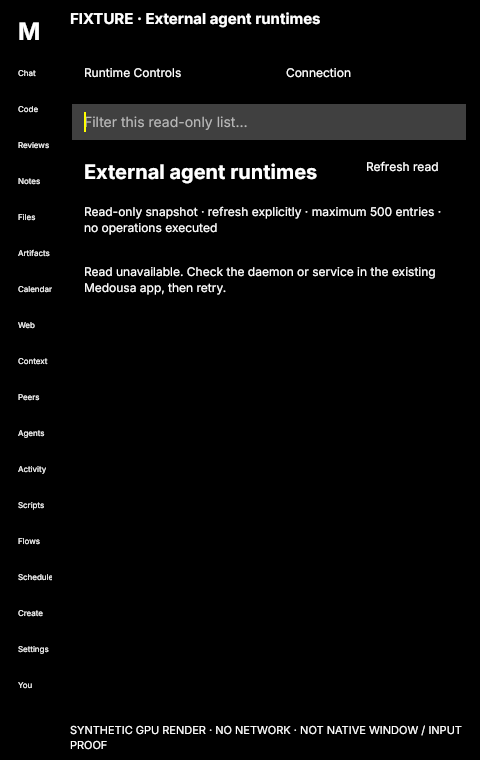 M
FIXTURE · External agent runtimes
Chat
Code
Reviews
Notes
Files
Artifacts
Calendar
Web
Context
Peers
Agents
Activity
Scripts
Flows
Schedule
Create
Settings
You
Runtime Controls
Connection
Filter this read-only list...
External agent runtimes
Refresh read
Read-only snapshot · refresh explicitly · maximum 500 entries ·
no operations executed
Read unavailable. Check the daemon or service in the existing
Medousa app, then retry.
SYNTHETIC GPU RENDER · NO NETWORK · NOT NATIVE WINDOW / INPUT
PROOF